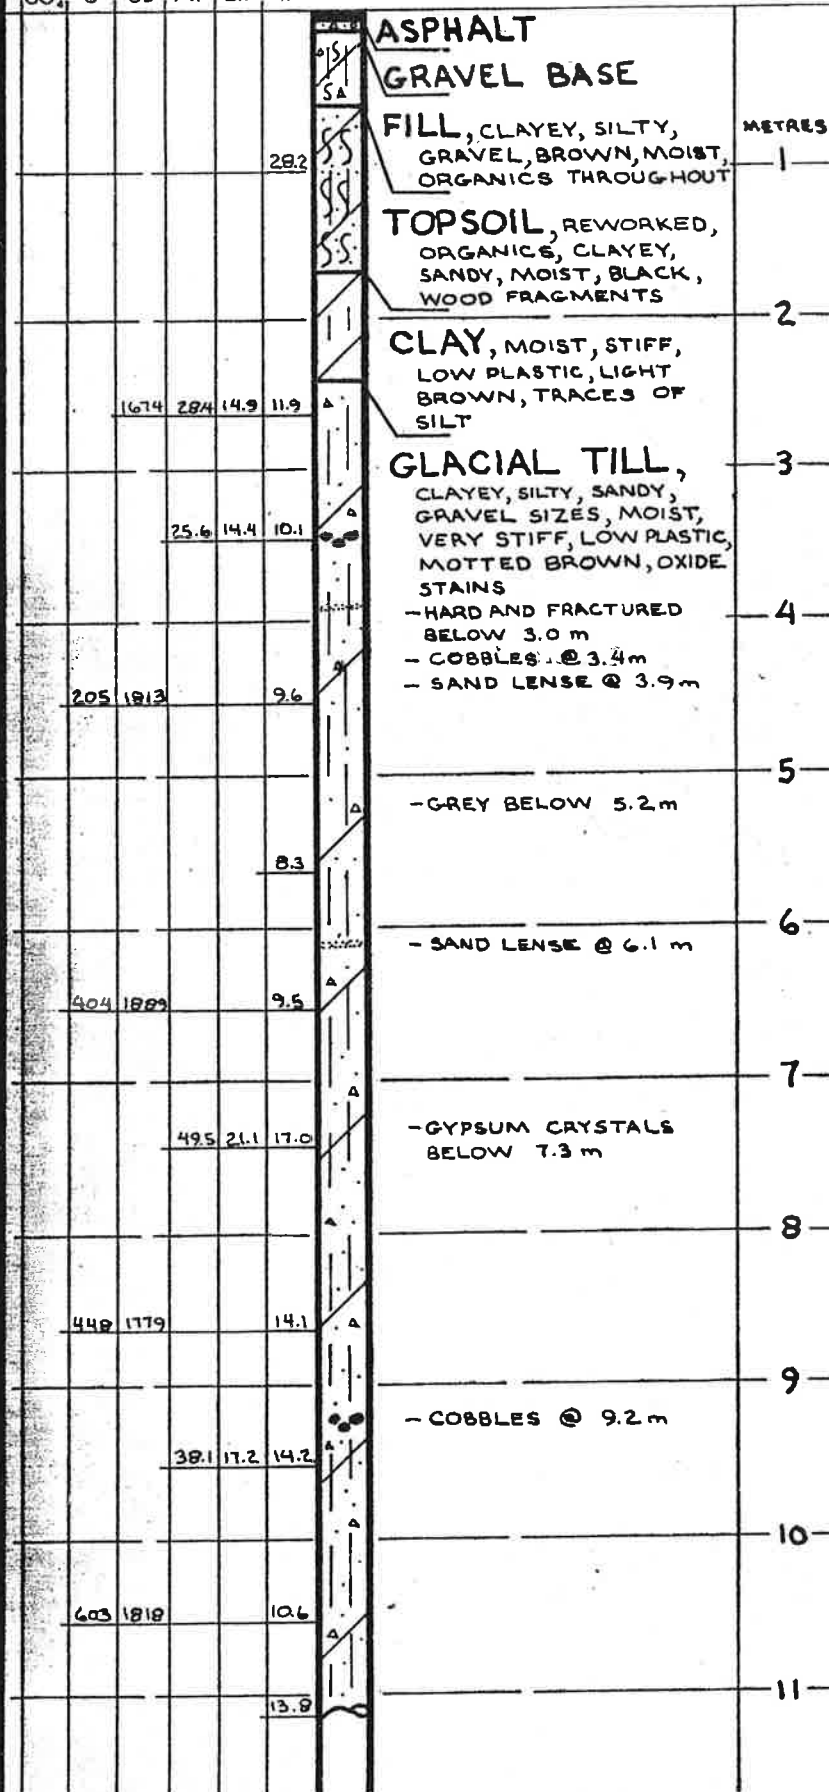 ASPHALT
GRAVEL BASE
FILL, CLAYEY, SILTY,
GRAVEL, BROWN, MOIST,
ORGANICS THROUGHOUT
METRES
1
28.2
TOPSOIL, REWORKED,
ORGANICS, CLAYEY,
SANDY, MOIST, BLACK,
WOOD FRAGMENTS
2
CLAY, MOIST, STIFF,
LOW PLASTIC, LIGHT
BROWN, TRACES OF
SILT
1674 28.4 14.9 11.9
GLACIAL TILL,
3
CLAYEY, SILTY, SANDY,
GRAVEL SIZES, MOIST,
VERY STIFF, LOW PLASTIC,
MOTTED BROWN, OXIDE
STAINS
25.6 14.4 10.1
- HARD AND FRACTURED
BELOW 3.0 m
4
- COBBLES @ 3.4m
- SAND LENSE @ 3.9m
205 1813 9.6
5
- GREY BELOW 5.2m
8.3
6
- SAND LENSE @ 6.1 m
404 1889 9.5
7
- GYPSUM CRYSTALS
BELOW 7.3 m
49.5 21.1 17.0
8
448 1779 14.1
9
- COBBLES @ 9.2 m
38.1 17.2 14.2
10
603 1818 10.6
11
13.8